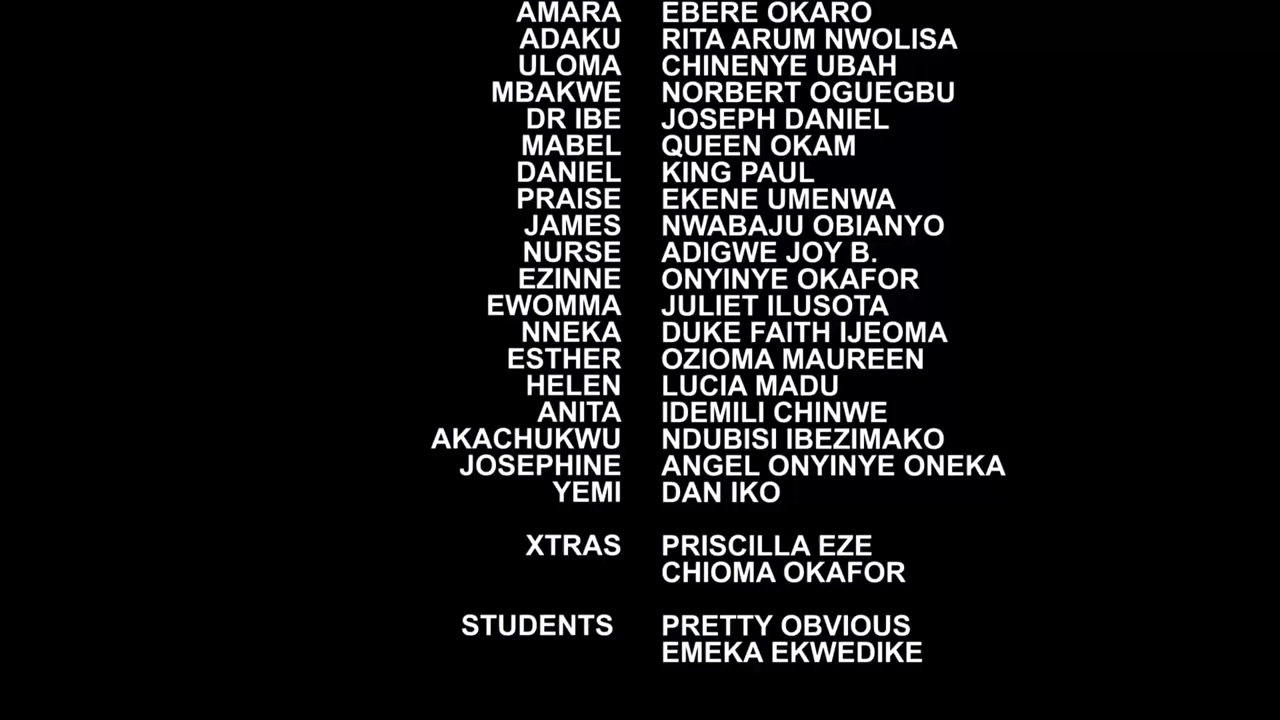 AMARA EBERE OKARO
ADAKU RITA ARUM NWOLISA
ULOMA CHINENYE UBAH
MBAKWE NORBERT OGUEGBU
DR IBE JOSEPH DANIEL
MABEL QUEEN OKAM
DANIEL KING PAUL
PRAISE EKENE UMENWA
JAMES NWABAJU OBIANYO
NURSE ADIGWE JOY B.
EZINNE ONYINYE OKAFOR
EWOMMA JULIET ILUSOTA
NNEKA DUKE FAITH IJEOMA
ESTHER OZIOMA MAUREEN
HELEN LUCIA MADU
ANITA IDEMILI CHINWE
AKACHUKWU NDUBISI IBEZIMAKO
JOSEPHINE ANGEL ONYINYE ONEKA
YEMI DAN IKO
XTRAS PRISCILLA EZE
CHIOMA OKAFOR
STUDENTS PRETTY OBVIOUS
EMEKA EKWEDIKE